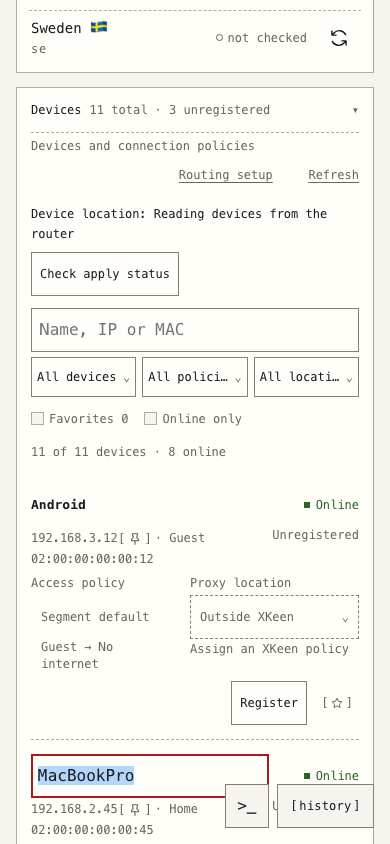 Sweden 🇸🇪
se
not checked
Devices 11 total · 3 unregistered
Devices and connection policies
Routing setup Refresh
Device location: Reading devices from the
router
Check apply status
Name, IP or MAC
All devices All polici… All locati…
Favorites 0 Online only
11 of 11 devices · 8 online
Android Online
192.168.3.12[ ]· Guest Unregistered
02:00:00:00:00:12
Access policy Proxy location
Segment default Outside XKeen
Guest → No
internet
Assign an XKeen policy
Register [ ]
MacBookPro Online
192.168.2.45[ ]· Home
02:00:00:00:00:45
>_ [history]